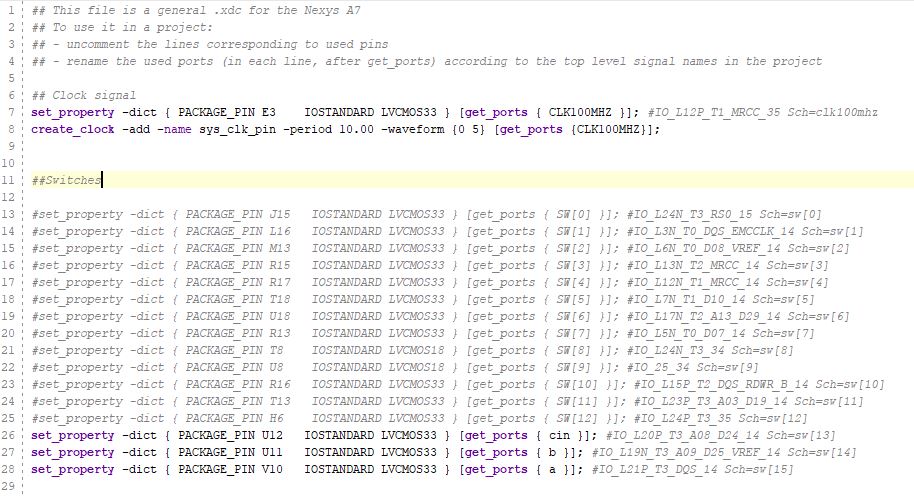 1 ## This file is a general .xdc for the Nexys A7
2 ## To use it in a project:
3 ## - uncomment the lines corresponding to used pins
4 ## - rename the used ports (in each line, after get_ports) according to the top level signal names in the project
5
6 ## Clock signal
7 set_property -dict { PACKAGE_PIN E3    IOSTANDARD LVCMOS33 } [get_ports { CLK100MHZ }]; #IO_L12P_T1_MRCC_35 Sch=clk100mhz
8 create_clock -add -name sys_clk_pin -period 10.00 -waveform {0 5} [get_ports {CLK100MHZ}];
9
10
11 ##Switches
12
13 #set_property -dict { PACKAGE_PIN J15   IOSTANDARD LVCMOS33 } [get_ports { SW[0] }]; #IO_L24N_T3_RS0_15 Sch=sw[0]
14 #set_property -dict { PACKAGE_PIN L16   IOSTANDARD LVCMOS33 } [get_ports { SW[1] }]; #IO_L3N_T0_DQS_EMCCLK_14 Sch=sw[1]
15 #set_property -dict { PACKAGE_PIN M13   IOSTANDARD LVCMOS33 } [get_ports { SW[2] }]; #IO_L6N_T0_D08_VREF_14 Sch=sw[2]
16 #set_property -dict { PACKAGE_PIN R15   IOSTANDARD LVCMOS33 } [get_ports { SW[3] }]; #IO_L13N_T2_MRCC_14 Sch=sw[3]
17 #set_property -dict { PACKAGE_PIN R17   IOSTANDARD LVCMOS33 } [get_ports { SW[4] }]; #IO_L12N_T1_MRCC_14 Sch=sw[4]
18 #set_property -dict { PACKAGE_PIN T18   IOSTANDARD LVCMOS33 } [get_ports { SW[5] }]; #IO_L7N_T1_D10_14 Sch=sw[5]
19 #set_property -dict { PACKAGE_PIN U18   IOSTANDARD LVCMOS33 } [get_ports { SW[6] }]; #IO_L17N_T2_A13_D29_14 Sch=sw[6]
20 #set_property -dict { PACKAGE_PIN R13   IOSTANDARD LVCMOS33 } [get_ports { SW[7] }]; #IO_L5N_T0_D07_14 Sch=sw[7]
21 #set_property -dict { PACKAGE_PIN T8    IOSTANDARD LVCMOS18 } [get_ports { SW[8] }]; #IO_L24N_T3_34 Sch=sw[8]
22 #set_property -dict { PACKAGE_PIN U8    IOSTANDARD LVCMOS18 } [get_ports { SW[9] }]; #IO_25_34 Sch=sw[9]
23 #set_property -dict { PACKAGE_PIN R16   IOSTANDARD LVCMOS33 } [get_ports { SW[10] }]; #IO_L15P_T2_DQS_RDWR_B_14 Sch=sw[10]
24 #set_property -dict { PACKAGE_PIN T13   IOSTANDARD LVCMOS33 } [get_ports { SW[11] }]; #IO_L23P_T3_A03_D19_14 Sch=sw[11]
25 #set_property -dict { PACKAGE_PIN H6    IOSTANDARD LVCMOS33 } [get_ports { SW[12] }]; #IO_L24P_T3_35 Sch=sw[12]
26 set_property -dict { PACKAGE_PIN U12   IOSTANDARD LVCMOS33 } [get_ports { cin }]; #IO_L20P_T3_A08_D24_14 Sch=sw[13]
27 set_property -dict { PACKAGE_PIN U11   IOSTANDARD LVCMOS33 } [get_ports { b }]; #IO_L19N_T3_A09_D25_VREF_14 Sch=sw[14]
28 set_property -dict { PACKAGE_PIN V10   IOSTANDARD LVCMOS33 } [get_ports { a }]; #IO_L21P_T3_DQS_14 Sch=sw[15]
29